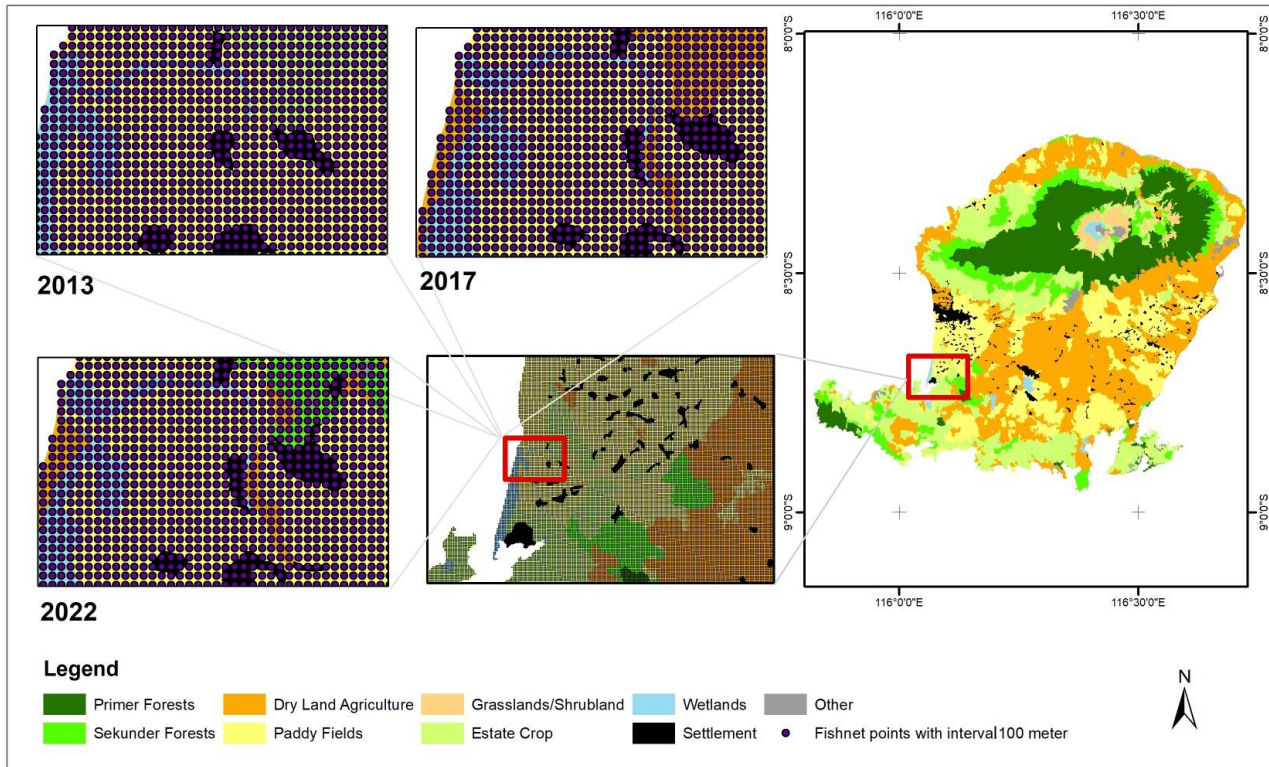 116°0'0"E
116°30'0"E
8°0'0"S
8°0'0"S
2013
2017
8°30'0"S
8°30'0"S
2022
9°0'0"S
9°0'0"S
116°0'0"E
116°30'0"E
Legend
Primer Forests
Dry Land Agriculture
Grasslands/Shrubland
Wetlands
Other
Sekunder Forests
Paddy Fields
Estate Crop
Settlement
Fishnet points with interval100 meter
N